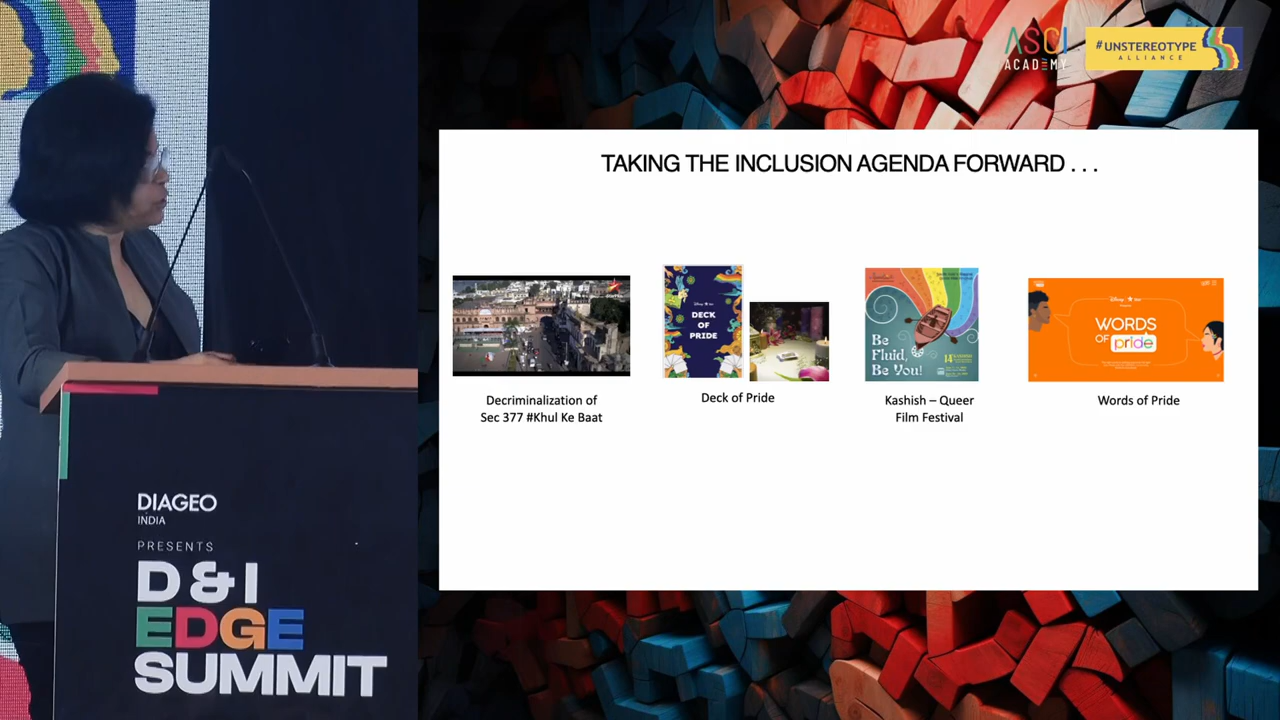 ASCI
ACADEMY
#UNSTEREOTYPE
ALLIANCE
TAKING THE INCLUSION AGENDA FORWARD . . .
DECK
OF
PRIDE
Be
Fluid,
Be You!
WORDS
OF pride
Decriminalization of
Sec 377 #Khul Ke Baat
Deck of Pride
Kashish – Queer
Film Festival
Words of Pride
DIAGEO
INDIA
PRESENTS
D & I
EDGE
SUMMIT